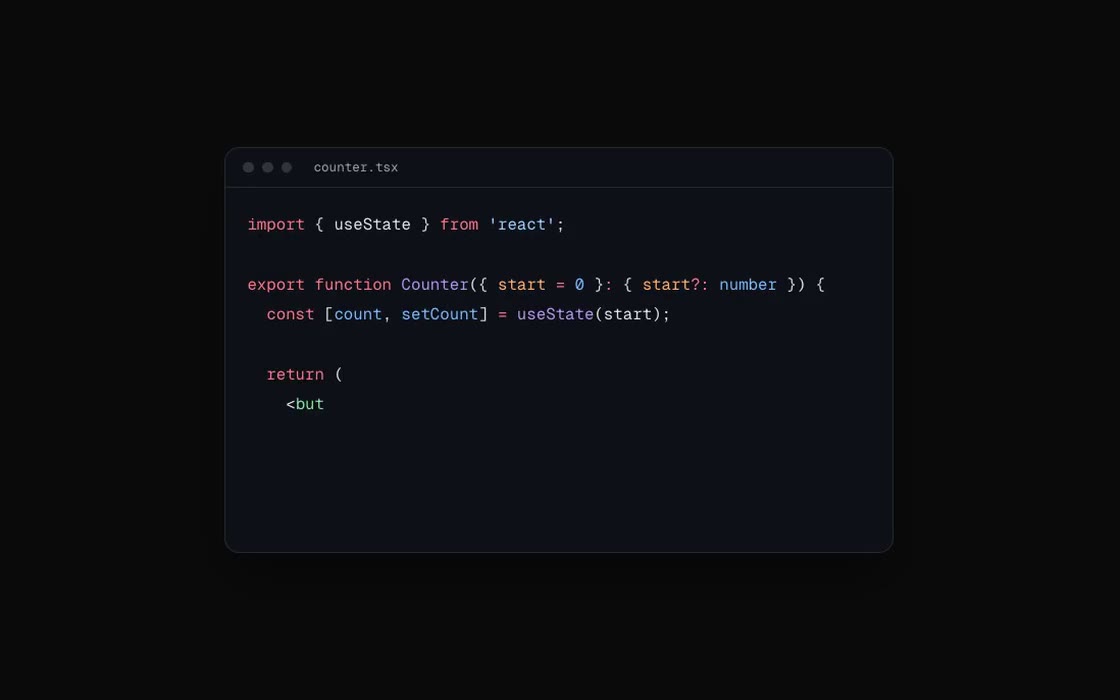 counter.tsx
import { useState } from 'react';
export function Counter({ start = 0 }: { start?: number }) {
const [count, setCount] = useState(start);
return (
<but